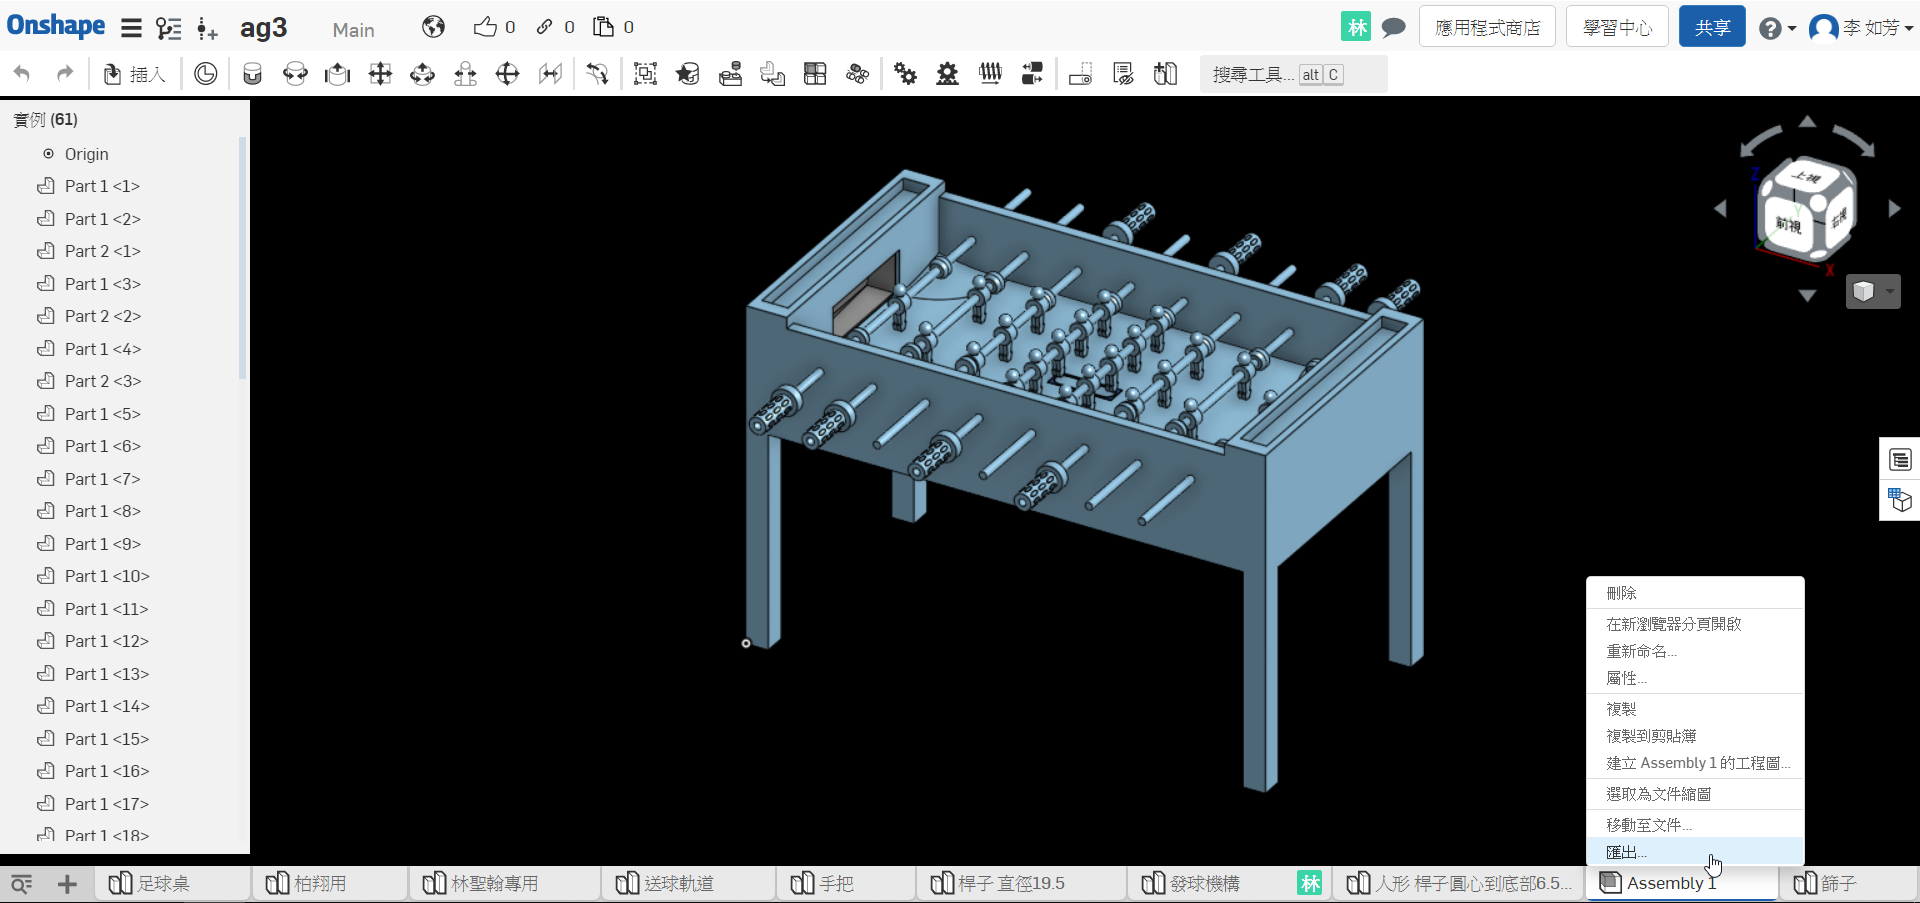 Onshape
ag3
Main
0
0
0
林
應用程式商店
學習中心
共享
李 如芳
插入
搜尋工具... alt C
實例 (61)
Origin
Part 1 <1>
Part 1 <2>
Part 2 <1>
Part 1 <3>
Part 2 <2>
Part 1 <4>
Part 2 <3>
Part 1 <5>
Part 1 <6>
Part 1 <7>
Part 1 <8>
Part 1 <9>
Part 1 <10>
Part 1 <11>
Part 1 <12>
Part 1 <13>
Part 1 <14>
Part 1 <15>
Part 1 <16>
Part 1 <17>
Part 1 <18>
上視
前視
右視
Z
Y
X
刪除
在新瀏覽器分頁開啟
重新命名...
屬性...
複製
複製到剪貼簿
建立 Assembly 1 的工程圖...
選取為文件縮圖
移動至文件...
匯出...
足球桌
柏翔用
林聖翰專用
送球軌道
手把
桿子 直徑19.5
發球機構
林
人形 桿子圓心到底部6.5...
Assembly 1
篩子